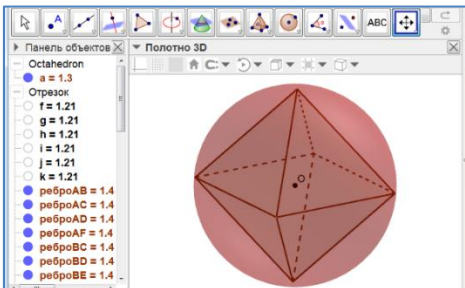 ABC
Панель объектов
Полотно 3D
Octahedron
a = 1.3
Отрезок
f = 1.21
g = 1.21
h = 1.21
i = 1.21
j = 1.21
k = 1.21
реброAB = 1.4
реброAC = 1.4
реброAD = 1.4
реброAF = 1.4
реброBC = 1.4
реброBD = 1.4
реброBE = 1.4
O